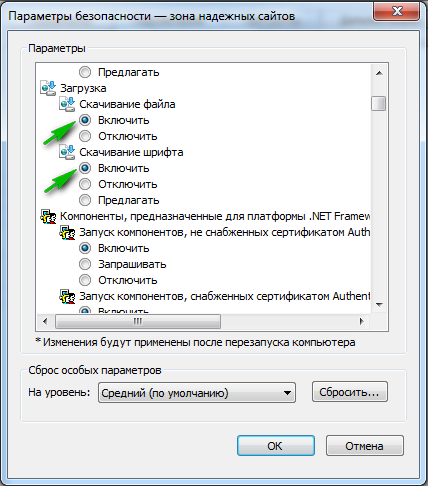 Параметры безопасности — зона надежных сайтов
Параметры
Предлагать
Загрузка
Скачивание файла
Включить
Отключить
Скачивание шрифта
Включить
Отключить
Предлагать
Компоненты, предназначенные для платформы .NET Framew
Запуск компонентов, не снабженных сертификатом Auth
Включить
Запрашивать
Отключить
Запуск компонентов, снабженных сертификатом Authent
Включить
* Изменения будут применены после перезапуска компьютера
Сброс особых параметров
На уровень: Средний (по умолчанию) Сбросить...
OK Отмена